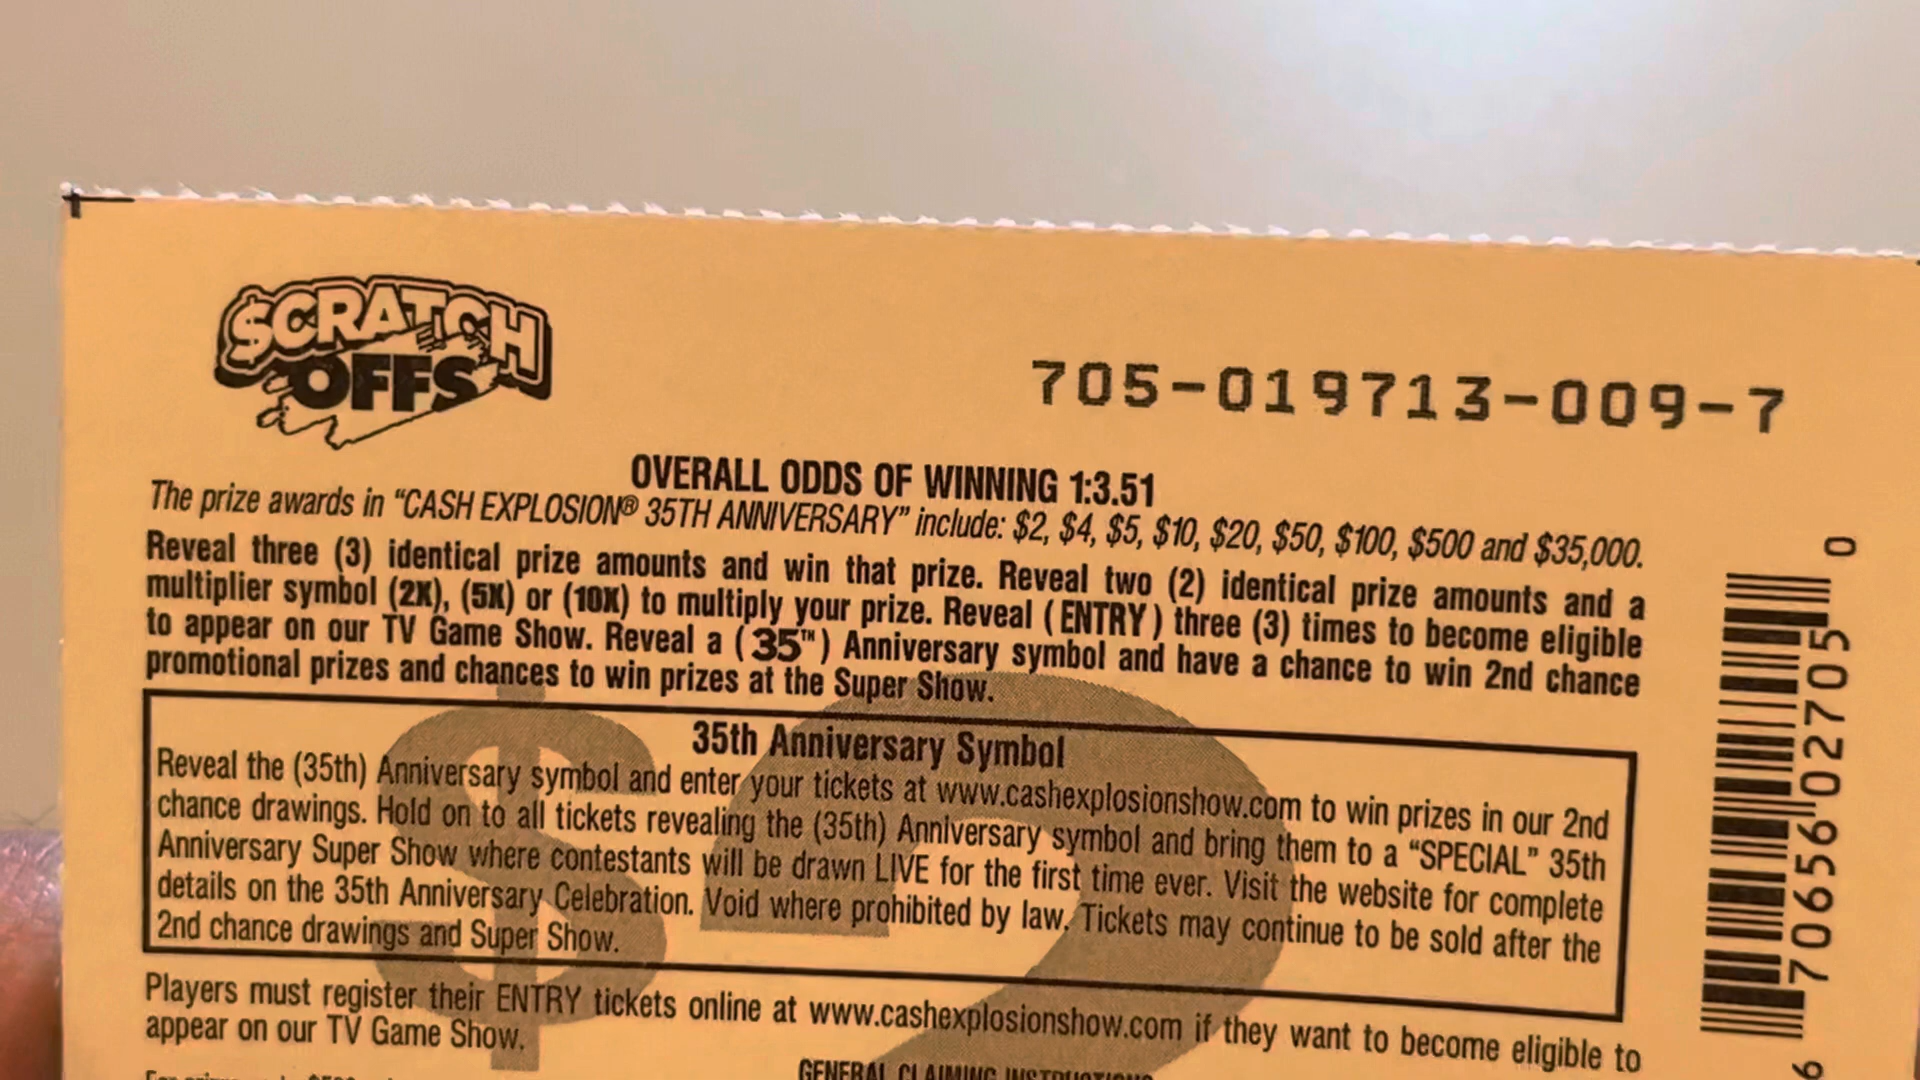 $CRATCH
OFFS
705-019713-009-7
OVERALL ODDS OF WINNING 1:3.51
The prize awards in “CASH EXPLOSION® 35TH ANNIVERSARY” include: $2, $4, $5, $10, $20, $50, $100, $500 and $35,000.
Reveal three (3) identical prize amounts and win that prize. Reveal two (2) identical prize amounts and a
multiplier symbol (2X), (5X) or (10X) to multiply your prize. Reveal (ENTRY) three (3) times to become eligible
to appear on our TV Game Show. Reveal a (35™) Anniversary symbol and have a chance to win 2nd chance
promotional prizes and chances to win prizes at the Super Show.
$2
35th Anniversary Symbol
Reveal the (35th) Anniversary symbol and enter your tickets at www.cashexplosionshow.com to win prizes in our 2nd
chance drawings. Hold on to all tickets revealing the (35th) Anniversary symbol and bring them to a “SPECIAL” 35th
Anniversary Super Show where contestants will be drawn LIVE for the first time ever. Visit the website for complete
details on the 35th Anniversary Celebration. Void where prohibited by law. Tickets may continue to be sold after the
2nd chance drawings and Super Show.
Players must register their ENTRY tickets online at www.cashexplosionshow.com if they want to become eligible to
appear on our TV Game Show.
GENERAL CLAIMING INSTRUCTIONS
6 70656 02705 0